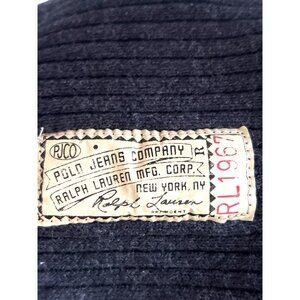 PJCO
POLO JEANS COMPANY
RALPH LAUREN MFG. CORP.
NEW YORK, NY
Ralph Lauren
R
RL1967